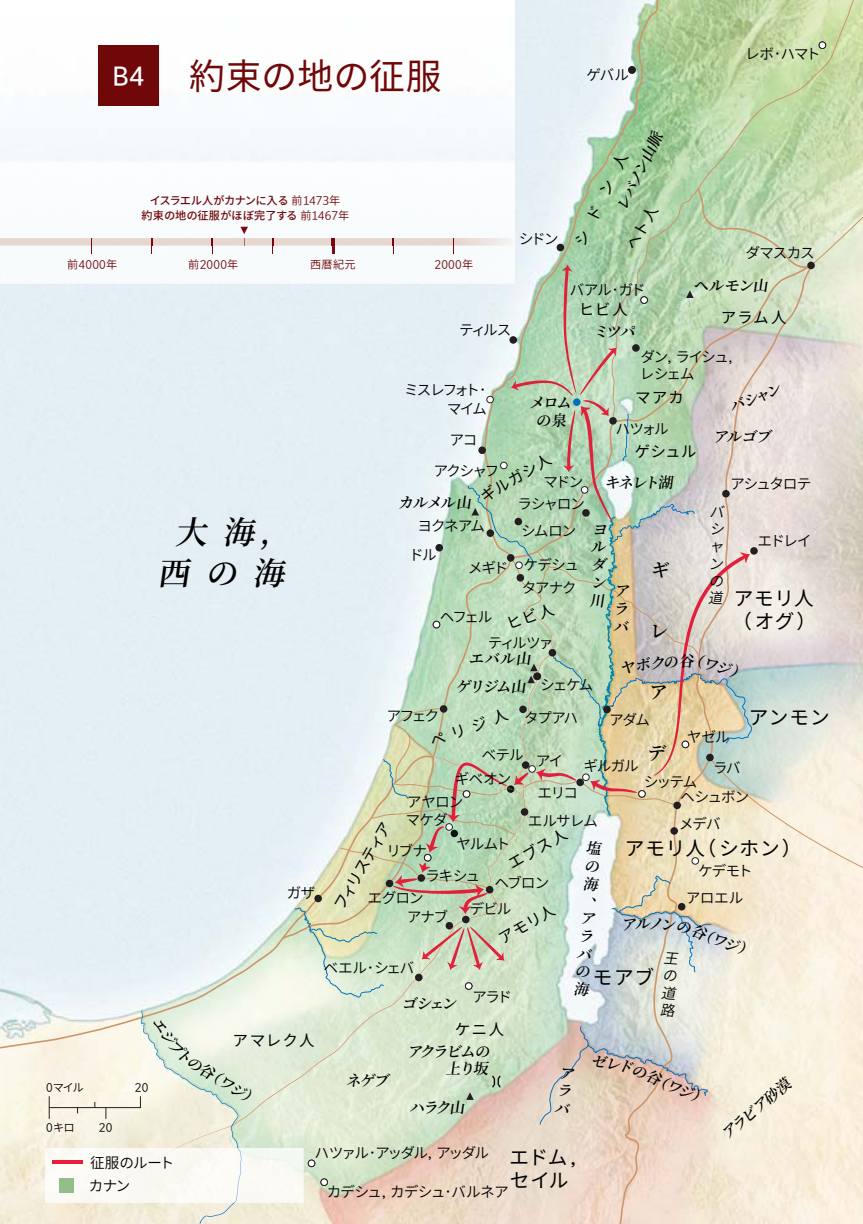 B4 約束の地の征服
イスラエル人がカナンに入る 前1473年
約束の地の征服がほぼ完了する 前1467年
前4000年
前2000年
西暦紀元
2000年
レボ・ハマト
ゲバル
シドン人
レバノン山脈
ヘト人
シドン
ダマスカス
バアル・ガド
ヘルモン山
ヒビ人
アラム人
ミツパ
ティルス
ダン, ライシュ,
レシェム
ミスレフォト・
マイム
メロム
の泉
マアカ
バシャン
ハツォル
アルゴブ
アコ
ゲシュル
アクシャフ
ギルガシ人
マドン
キネレト湖
アシュタロテ
カルメル山
ラシャロン
ヨクネアム
シムロン
ヨルダン川
バシャンの道
大海,
西の海
ドル
エドレイ
メギド
ケデシュ
タアナク
アラバ
ギレアデ
アモリ人
(オグ)
ヘフェル
ヒビ人
ティルツァ
エバル山
ヤボクの谷(ワジ)
ゲリジム山
シェケム
アフェク
ペリジ人
タプアハ
アダム
アンモン
ヤゼル
ベテル
アイ
ギルガル
ラバ
ギベオン
シッテム
アヤロン
エリコ
ヘシュボン
マケダ
エルサレム
メデバ
ヤルムト
エブス人
アモリ人(シホン)
リブナ
塩の海、アラバの海
フィリスティア
ケデモト
ラキシュ
ガザ
エグロン
ヘブロン
アロエル
アナブ
デビル
アモリ人
アルノンの谷(ワジ)
ベエル・シェバ
モアブ
王の道路
アラド
ゴシェン
アマレク人
ケニ人
エジプトの谷(ワジ)
アクラビムの
上り坂
ネゲブ
ゼレドの谷(ワジ)
アラバ
ハラク山
アラビア砂漠
0マイル 20
0キロ 20
征服のルート
カナン
ハツァル・アッダル, アッダル
エドム,
セイル
カデシュ, カデシュ・バルネア